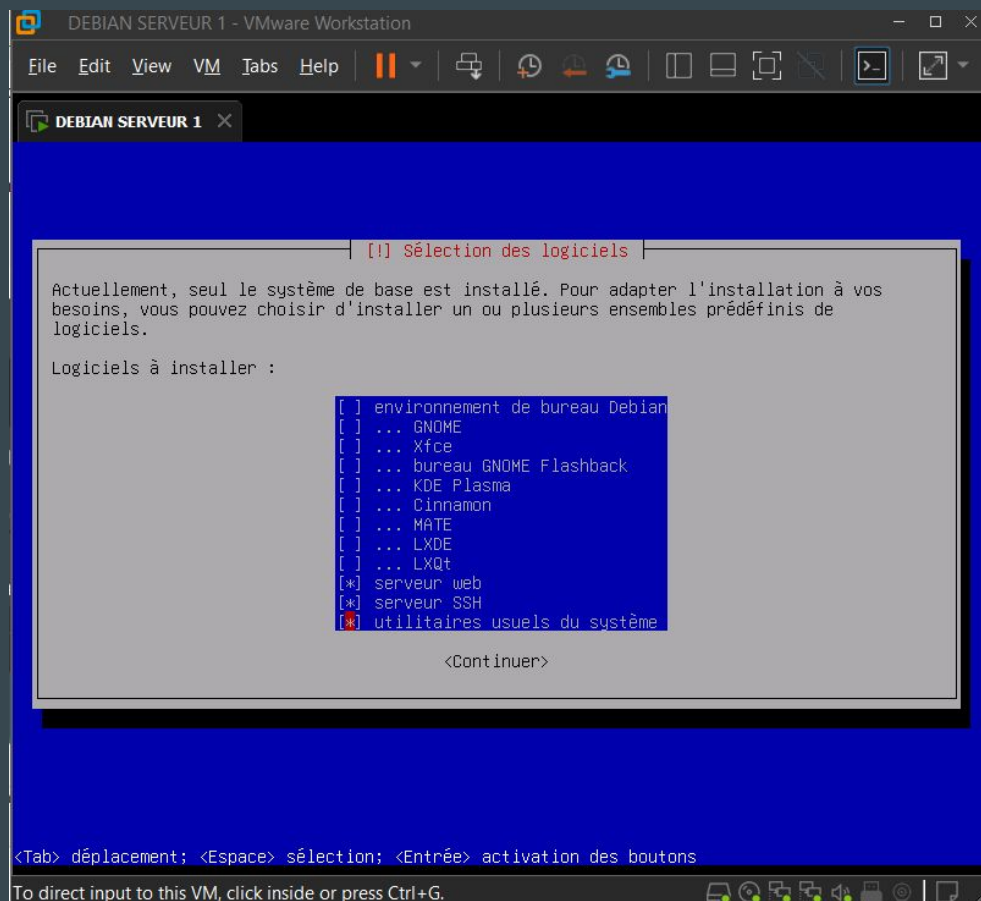 DEBIAN SERVEUR 1 - VMware Workstation
File Edit View VM Tabs Help
DEBIAN SERVEUR 1
[!] Sélection des logiciels
Actuellement, seul le système de base est installé. Pour adapter l'installation à vos
besoins, vous pouvez choisir d'installer un ou plusieurs ensembles prédéfinis de
logiciels.
Logiciels à installer :
[ ] environnement de bureau Debian
[ ] ... GNOME
[ ] ... Xfce
[ ] ... bureau GNOME Flashback
[ ] ... KDE Plasma
[ ] ... Cinnamon
[ ] ... MATE
[ ] ... LXDE
[ ] ... LXQt
[*] serveur web
[*] serveur SSH
[*] utilitaires usuels du système
<Continuer>
<Tab> déplacement; <Espace> sélection; <Entrée> activation des boutons
To direct input to this VM, click inside or press Ctrl+G.